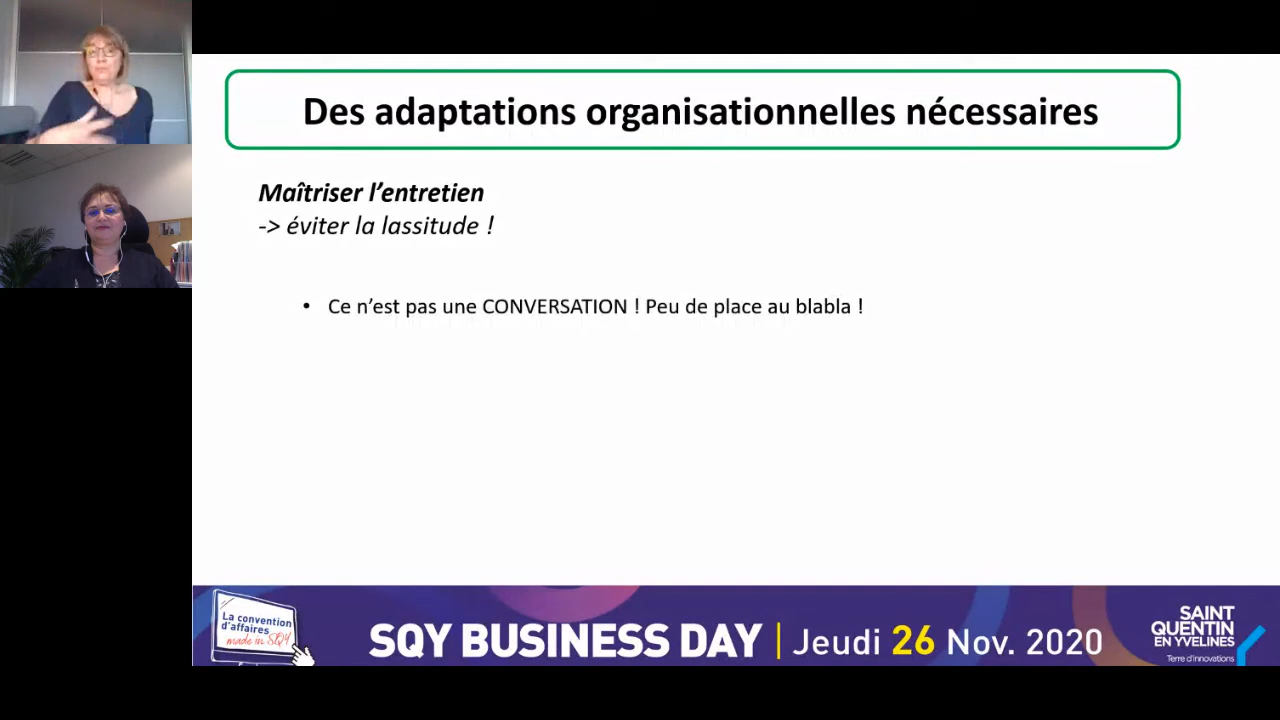 Des adaptations organisationnelles nécessaires
Maîtriser l’entretien
-> éviter la lassitude !
• Ce n’est pas une CONVERSATION ! Peu de place au blabla !
La convention
d’affaires
made in SQY
SQY BUSINESS DAY | Jeudi 26 Nov. 2020
SAINT
QUENTIN
EN YVELINES
Terre d’innovations